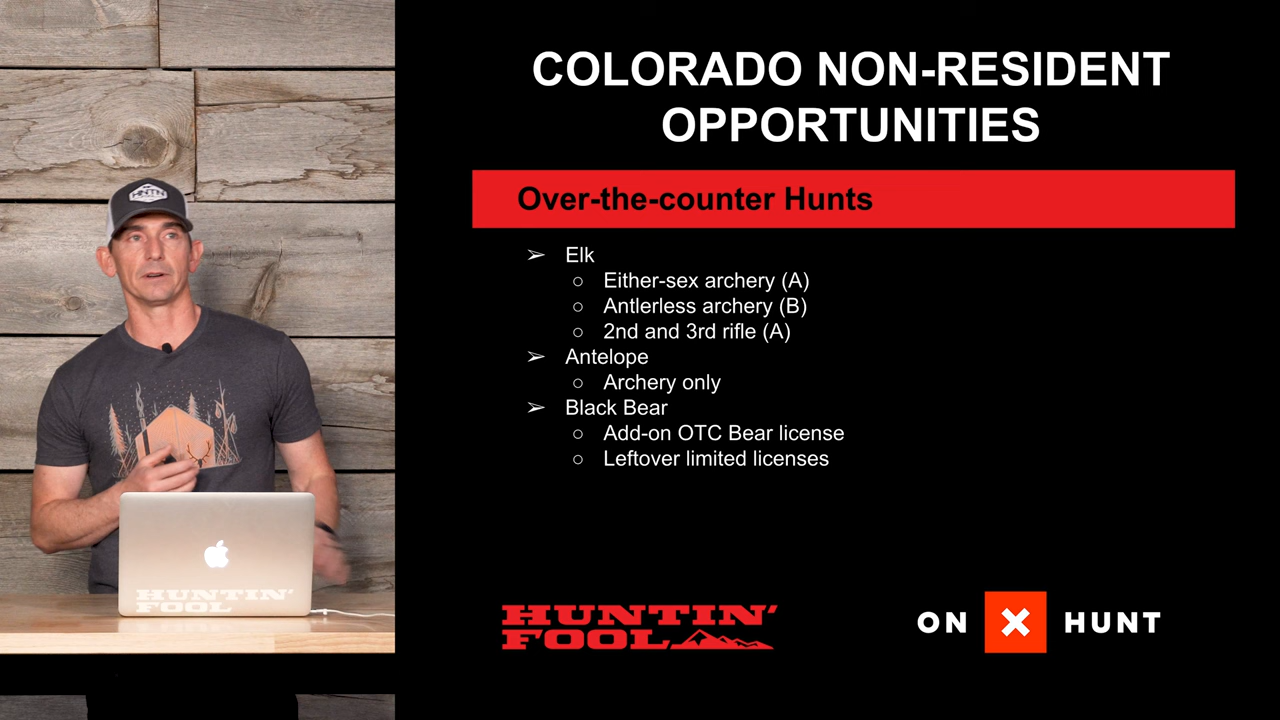 COLORADO NON-RESIDENT
OPPORTUNITIES
Over-the-counter Hunts
➢ Elk
○ Either-sex archery (A)
○ Antlerless archery (B)
○ 2nd and 3rd rifle (A)
➢ Antelope
○ Archery only
➢ Black Bear
○ Add-on OTC Bear license
○ Leftover limited licenses
HUNTIN'
FOOL
HUNTIN'
FOOL
ON X HUNT